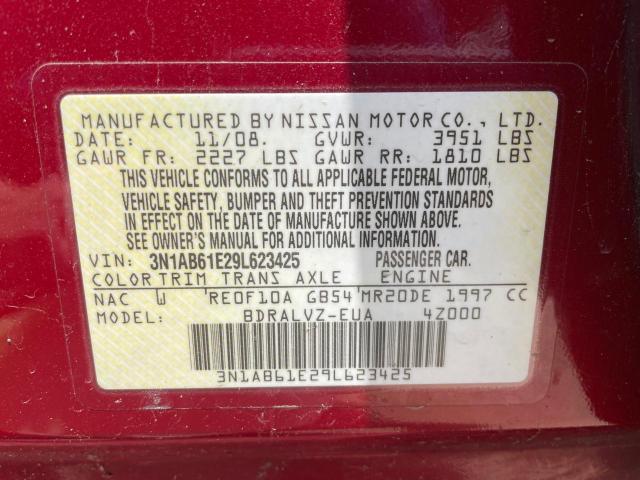 MANUFACTURED BY NISSAN MOTOR CO., LTD.
DATE: 11/08. GVWR: 3951 LBS
GAWR FR: 2227 LBS GAWR RR: 1810 LBS
THIS VEHICLE CONFORMS TO ALL APPLICABLE FEDERAL MOTOR,
VEHICLE SAFETY, BUMPER AND THEFT PREVENTION STANDARDS
IN EFFECT ON THE DATE OF MANUFACTURE SHOWN ABOVE.
SEE OWNER'S MANUAL FOR ADDITIONAL INFORMATION.
VIN: 3N1AB61E29L623425 PASSENGER CAR.
COLOR TRIM TRANS AXLE ENGINE
NAC W RE0F10A GB54 MR20DE 1997 CC
MODEL: BDRALVZ-EUA 4Z000
3N1AB61E29L623425